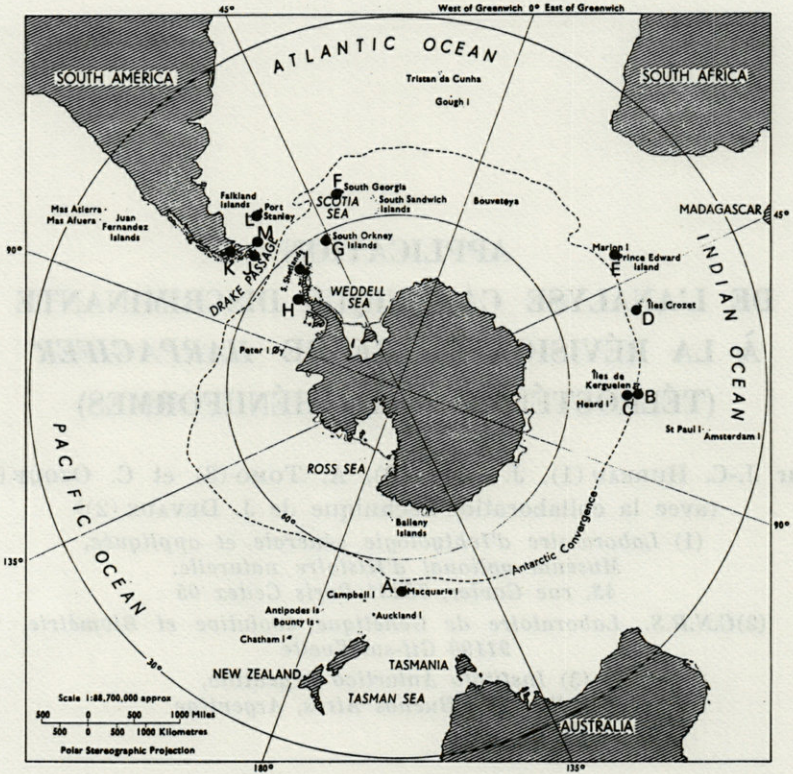 45°
West of Greenwich 0° East of Greenwich
ATLANTIC OCEAN
SOUTH AMERICA
SOUTH AFRICA
Tristan da Cunha
Gough I
F
South Georgia
SCOTIA
SEA
South Sandwich
Islands
Bouvetøya
Falkland
Islands
Port
Stanley
L
M
Mas Atierra
Mas Afuera
Juan
Fernandez
Islands
MADAGASCAR
45°
South Orkney
Islands
G
90°
K
J
DRAKE PASSAGE
I
H
WEDDELL
SEA
Marion I
Prince Edward
Island
E
INDIAN OCEAN
Îles Crozet
D
Peter I Øy
Îles de
Kerguelen
B
Heard I
C
St Paul I
Amsterdam I
PACIFIC OCEAN
ROSS SEA
60°
Balleny
Islands
Antarctic Convergence
90°
135°
A
Macquarie I
Campbell I
Auckland I
Antipodes Is
Bounty Is
Chatham I
30°
NEW ZEALAND
TASMANIA
TASMAN SEA
AUSTRALIA
Scale 1:88,700,000 approx
500 0 500 1000 Miles
500 0 500 1000 Kilometres
Polar Stereographic Projection
180°
135°